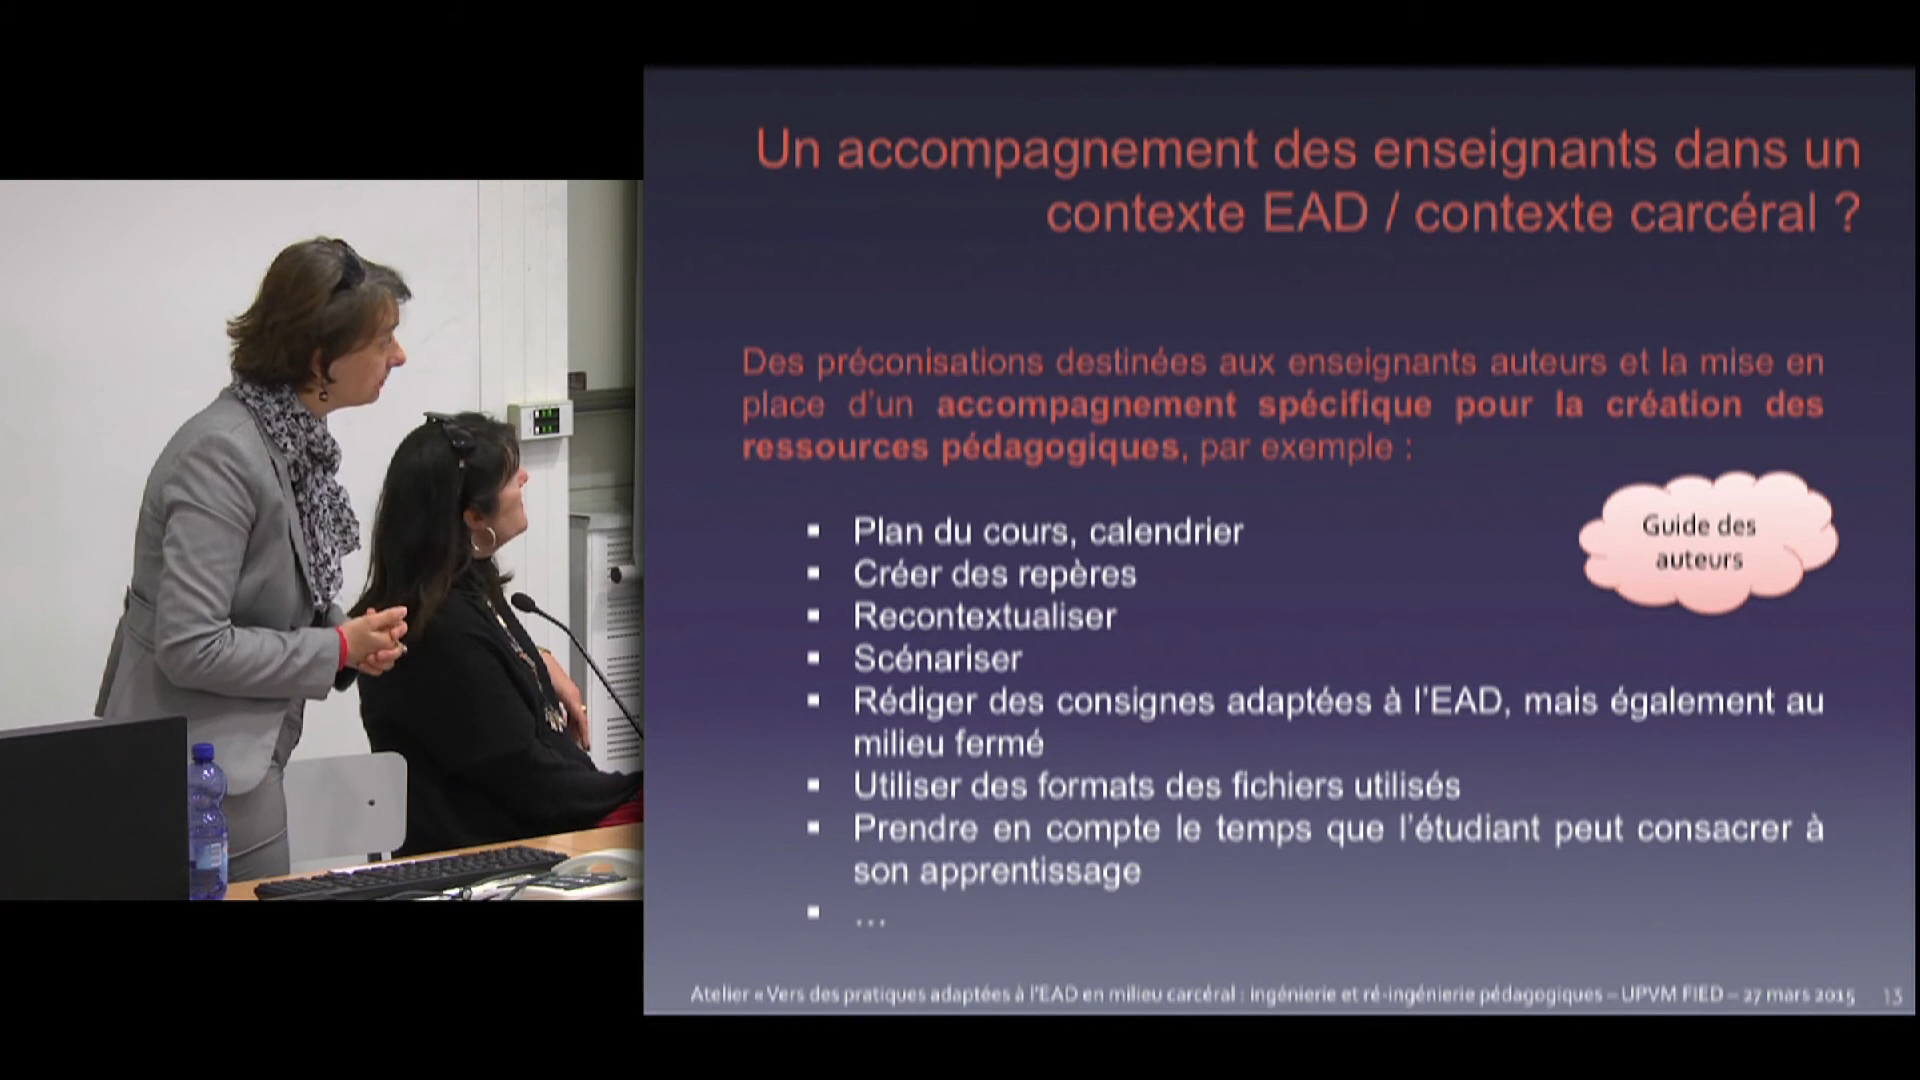 Un accompagnement des enseignants dans un
contexte EAD / contexte carcéral ?
Des préconisations destinées aux enseignants auteurs et la mise en
place d'un accompagnement spécifique pour la création des
ressources pédagogiques, par exemple :
Guide des
auteurs
▪ Plan du cours, calendrier
▪ Créer des repères
▪ Recontextualiser
▪ Scénariser
▪ Rédiger des consignes adaptées à l'EAD, mais également au
milieu fermé
▪ Utiliser des formats des fichiers utilisés
▪ Prendre en compte le temps que l'étudiant peut consacrer à
son apprentissage
▪ …
Atelier « Vers des pratiques adaptées à l'EAD en milieu carcéral : ingénierie et ré-ingénierie pédagogiques – UPVM FIED – 27 mars 2015 13